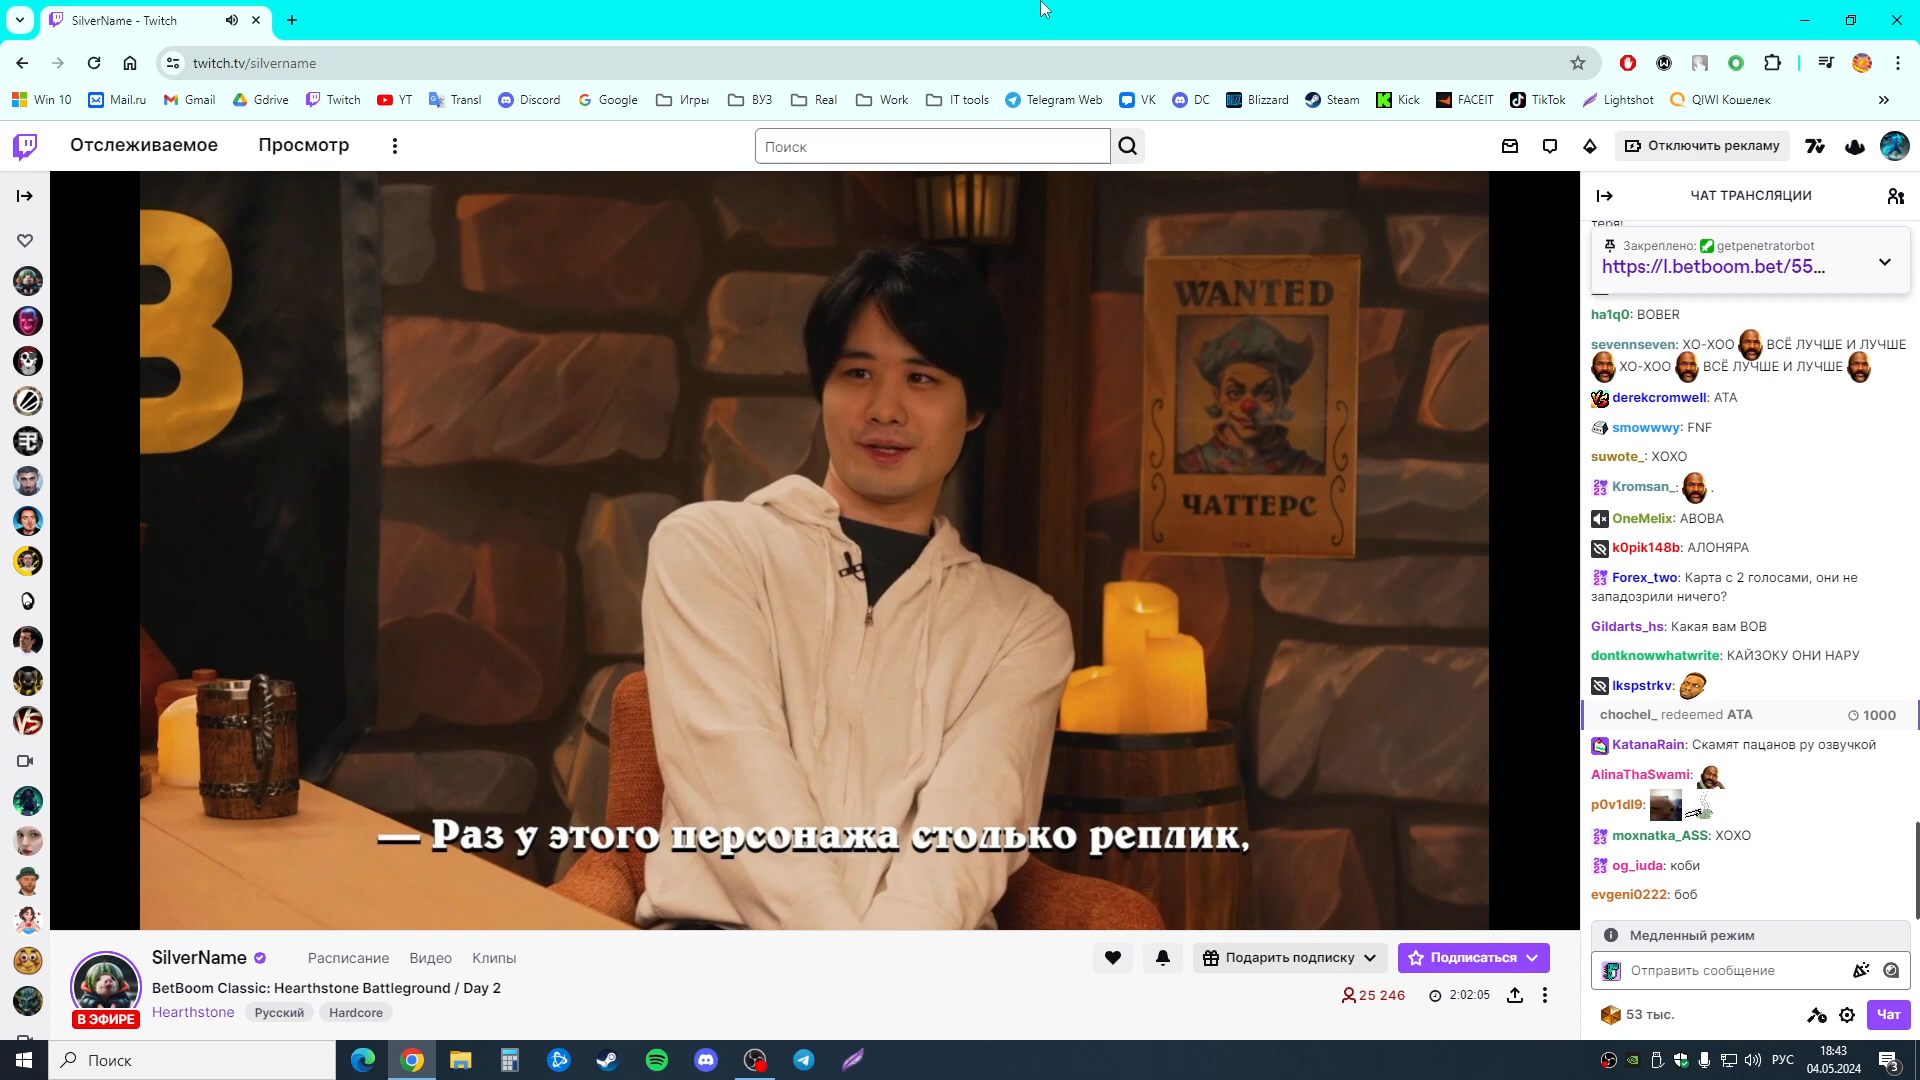 SilverName - Twitch
twitch.tv/silvername
Win 10
Mail.ru
Gmail
Gdrive
Twitch
YT
Transl
Discord
Google
Игры
ВУЗ
Real
Work
IT tools
Telegram Web
VK
DC
Blizzard
Steam
Kick
FACEIT
TikTok
Lightshot
QIWI Кошелек
Отслеживаемое
Просмотр
Поиск
Отключить рекламу
ЧАТ ТРАНСЛЯЦИИ
Закреплено: getpenetratorbot
https://l.betboom.bet/55...
ha1q0: BOBER
sevennseven: ХО-ХОО ВСЁ ЛУЧШЕ И ЛУЧШЕ
ХО-ХОО ВСЁ ЛУЧШЕ И ЛУЧШЕ
derekcromwell: АТА
smowwwy: FNF
suwote_: ХОХО
Kromsan_: .
OneMelix: АВОВА
k0pik148b: АЛОНЯРА
Forex_two: Карта с 2 голосами, они не
западозрили ничего?
Gildarts_hs: Какая вам ВОВ
dontknowwhatwrite: КАЙЗОКУ ОНИ НАРУ
lkspstrkv:
chochel_ redeemed ATA 1000
KatanaRain: Скамят пацанов ру озвучкой
AlinaThaSwami:
p0v1dl9:
moxnatka_ASS: ХОХО
og_iuda: коби
evgeni0222: боб
Медленный режим
Отправить сообщение
53 тыс.
Чат
B
WANTED
ЧАТТЕРС
— Раз у этого персонажа столько реплик,
SilverName
Расписание
Видео
Клипы
Подарить подписку
Подписаться
BetBoom Classic: Hearthstone Battleground / Day 2
25 246
2:02:05
Hearthstone
Русский
Hardcore
В ЭФИРЕ
Поиск
РУС
18:43
04.05.2024
3